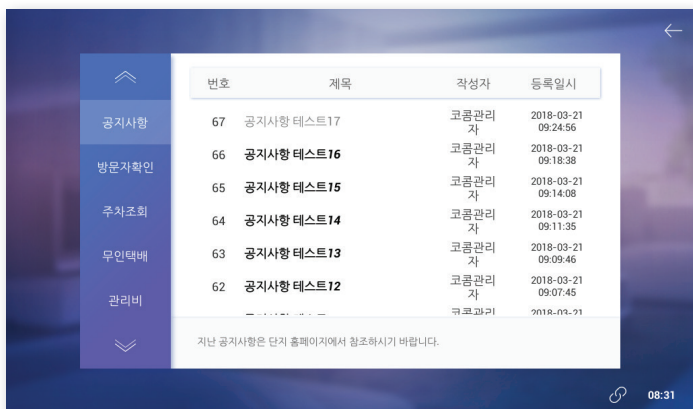 번호 제목 작성자 등록일시
공지사항
방문자확인
주차조회
무인택배
관리비
67 공지사항 테스트17 코콤관리자 2018-03-21 09:24:56
66 공지사항 테스트16 코콤관리자 2018-03-21 09:18:38
65 공지사항 테스트15 코콤관리자 2018-03-21 09:14:08
64 공지사항 테스트14 코콤관리자 2018-03-21 09:11:35
63 공지사항 테스트13 코콤관리자 2018-03-21 09:09:46
62 공지사항 테스트12 코콤관리자 2018-03-21 09:07:45
코콤관리 2018-03-21
지난 공지사항은 단지 홈페이지에서 참조하시기 바랍니다.
08:31